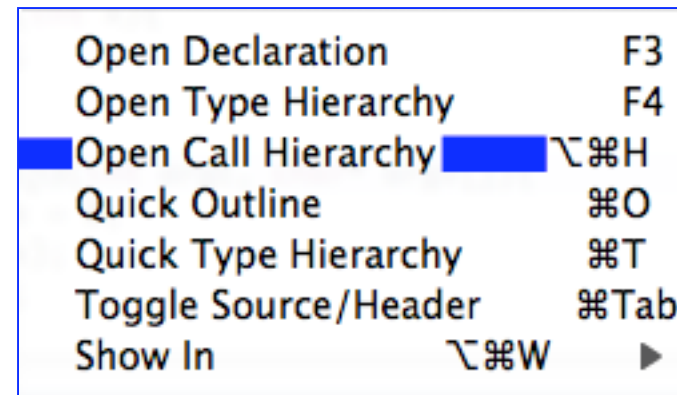 Open Declaration F3
Open Type Hierarchy F4
Open Call Hierarchy ⌥⌘H
Quick Outline ⌘O
Quick Type Hierarchy ⌘T
Toggle Source/Header ⌘Tab
Show In ⌥⌘W ▶